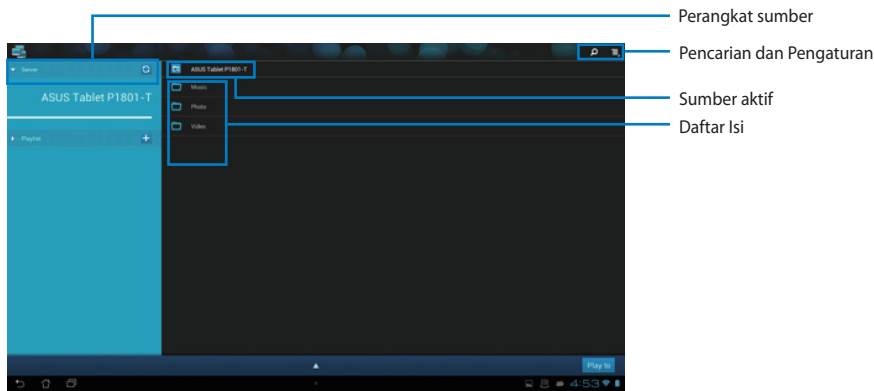 Perangkat sumber
Pencarian dan Pengaturan
Server
ASUS Tablet P1801-T
Music
ASUS Tablet P1801-T
Sumber aktif
Photo
Daftar Isi
Video
Playlist
Play to
4:53